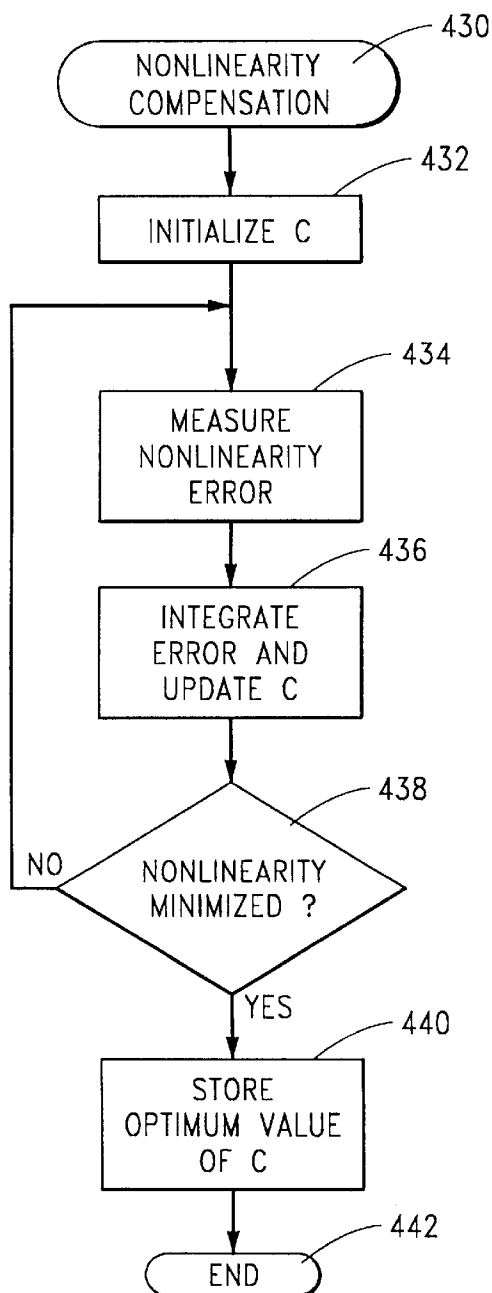 430
NONLINEARITY
COMPENSATION
432
INITIALIZE C
434
MEASURE
NONLINEARITY
ERROR
436
INTEGRATE
ERROR AND
UPDATE C
438
NO
NONLINEARITY
MINIMIZED ?
YES
440
STORE
OPTIMUM VALUE
OF C
442
END